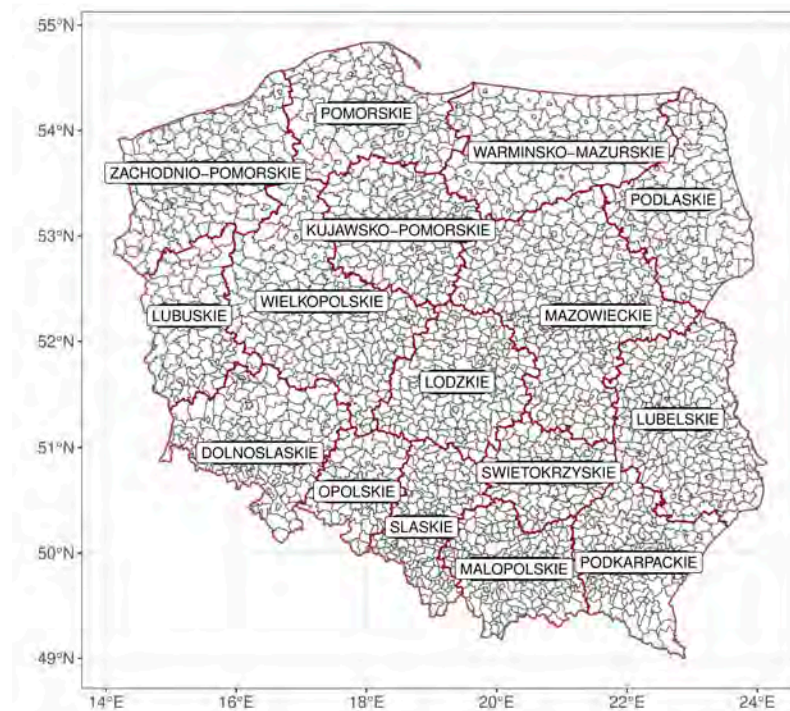 55°N
54°N
53°N
52°N
51°N
50°N
49°N
POMORSKIE
WARMINSKO−MAZURSKIE
ZACHODNIO−POMORSKIE
PODLASKIE
KUJAWSKO−POMORSKIE
LUBUSKIE
WIELKOPOLSKIE
MAZOWIECKIE
LODZKIE
LUBELSKIE
DOLNOSLASKIE
SWIETOKRZYSKIE
OPOLSKIE
SLASKIE
MALOPOLSKIE
PODKARPACKIE
14°E
16°E
18°E
20°E
22°E
24°E